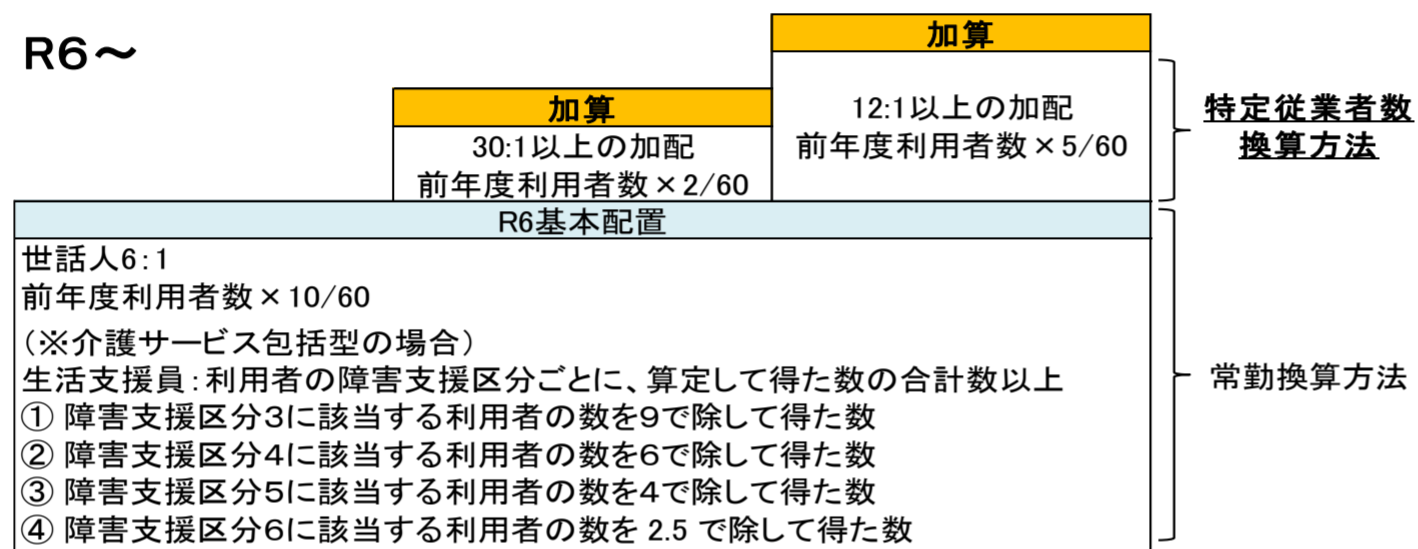 R6～
加算
30:1以上の加配
前年度利用者数×2/60
加算
12:1以上の加配
前年度利用者数×5/60
特定従業者数
換算方法
R6基本配置
世話人6:1
前年度利用者数×10/60
(※介護サービス包括型の場合)
生活支援員:利用者の障害支援区分ごとに、算定して得た数の合計数以上
① 障害支援区分3に該当する利用者の数を9で除して得た数
② 障害支援区分4に該当する利用者の数を6で除して得た数
③ 障害支援区分5に該当する利用者の数を4で除して得た数
④ 障害支援区分6に該当する利用者の数を 2.5 で除して得た数
常勤換算方法